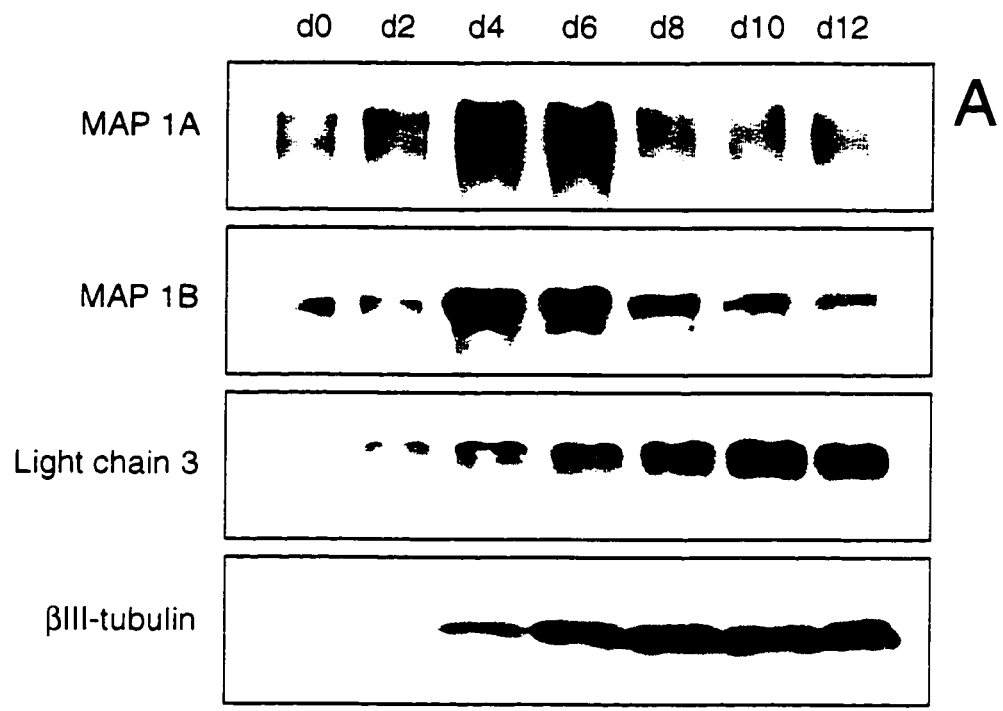 d0 d2 d4 d6 d8 d10 d12
A
MAP 1A
MAP 1B
Light chain 3
βIII-tubulin